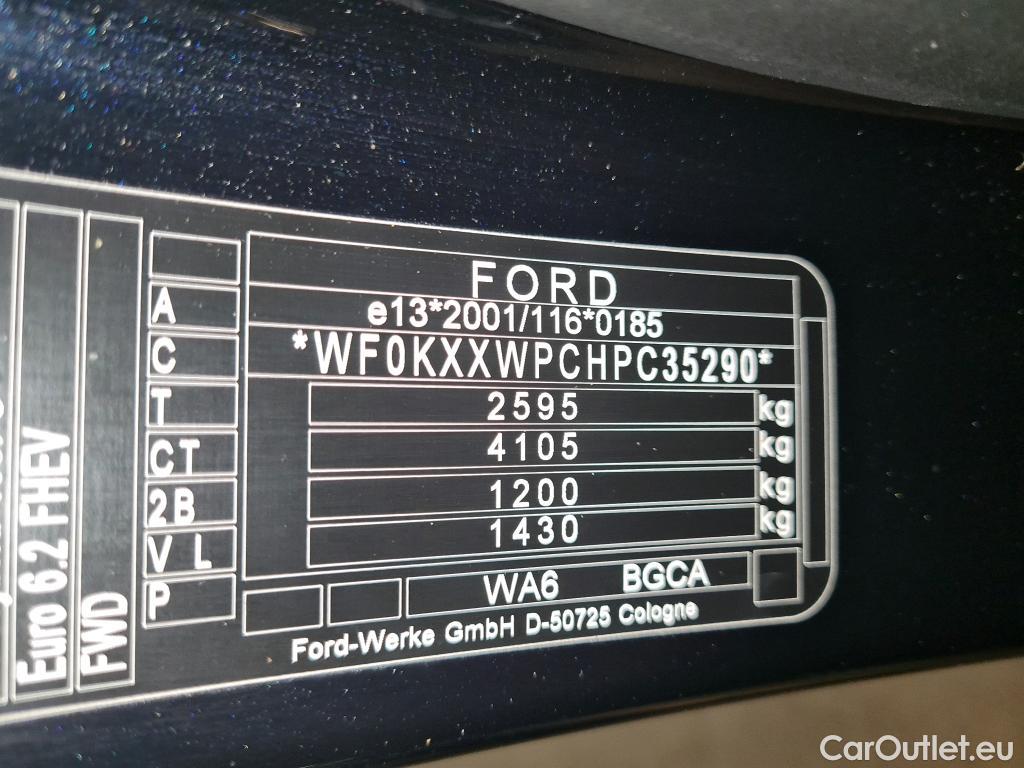 FORD
e13*2001/116*0185
*WF0KXXWPCHPC35290*
2595 kg
4105 kg
1200 kg
1430 kg
WA6 BGCA
Ford-Werke GmbH D-50725 Cologne
A
C
T
CT
2B
V L
P
FWD
Euro 6.2 FHEV
CarOutlet.eu